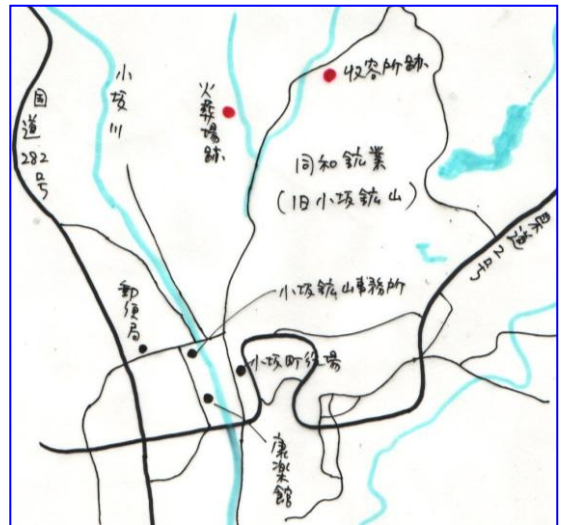 小坂川
国道282号
火葬場跡
収容所跡
同和鉱業
(旧小坂鉱山)
県道2号
小坂鉱山事務所
郵便局
小坂町役場
康楽館